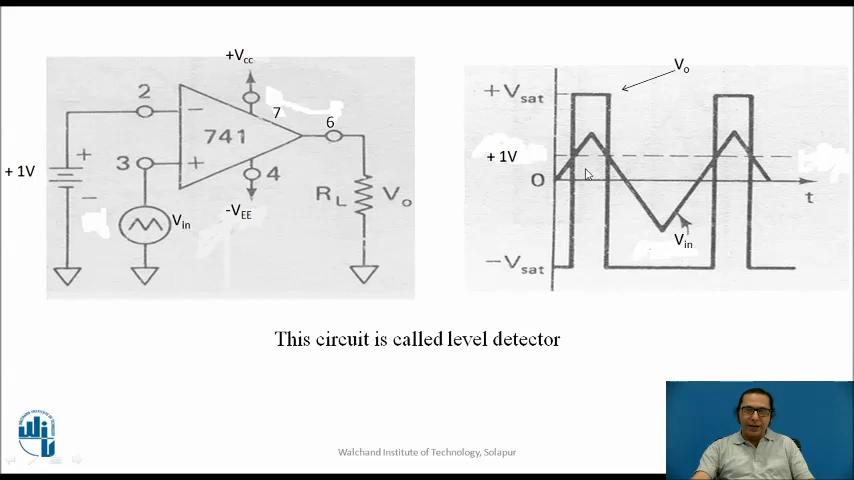 +Vcc
2
7
6
741
3
4
+ 1V
+
−
−
+
Vin
-VEE
RL
Vo
Vo
+Vsat
+ 1V
0
t
Vin
−Vsat
This circuit is called level detector
Walchand Institute of Technology, Solapur
WIT